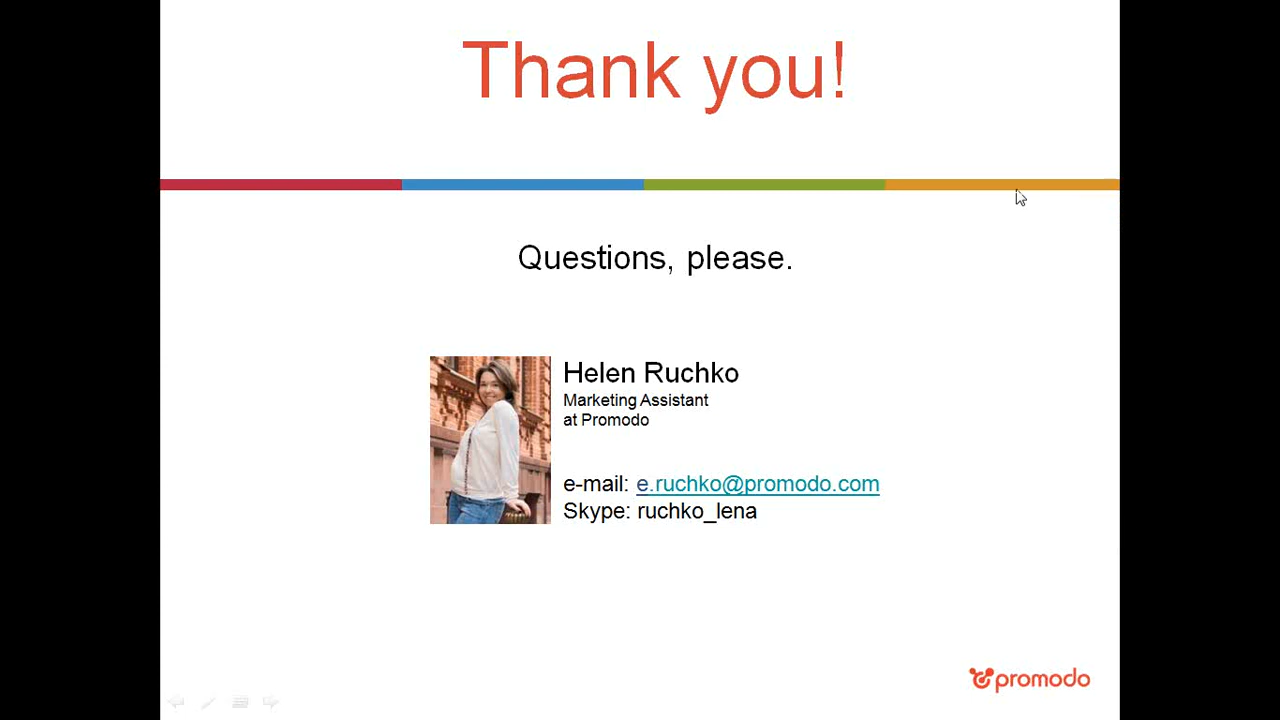 Thank you!
Questions, please.
Helen Ruchko
Marketing Assistant
at Promodo
e-mail: e.ruchko@promodo.com
Skype: ruchko_lena
promodo